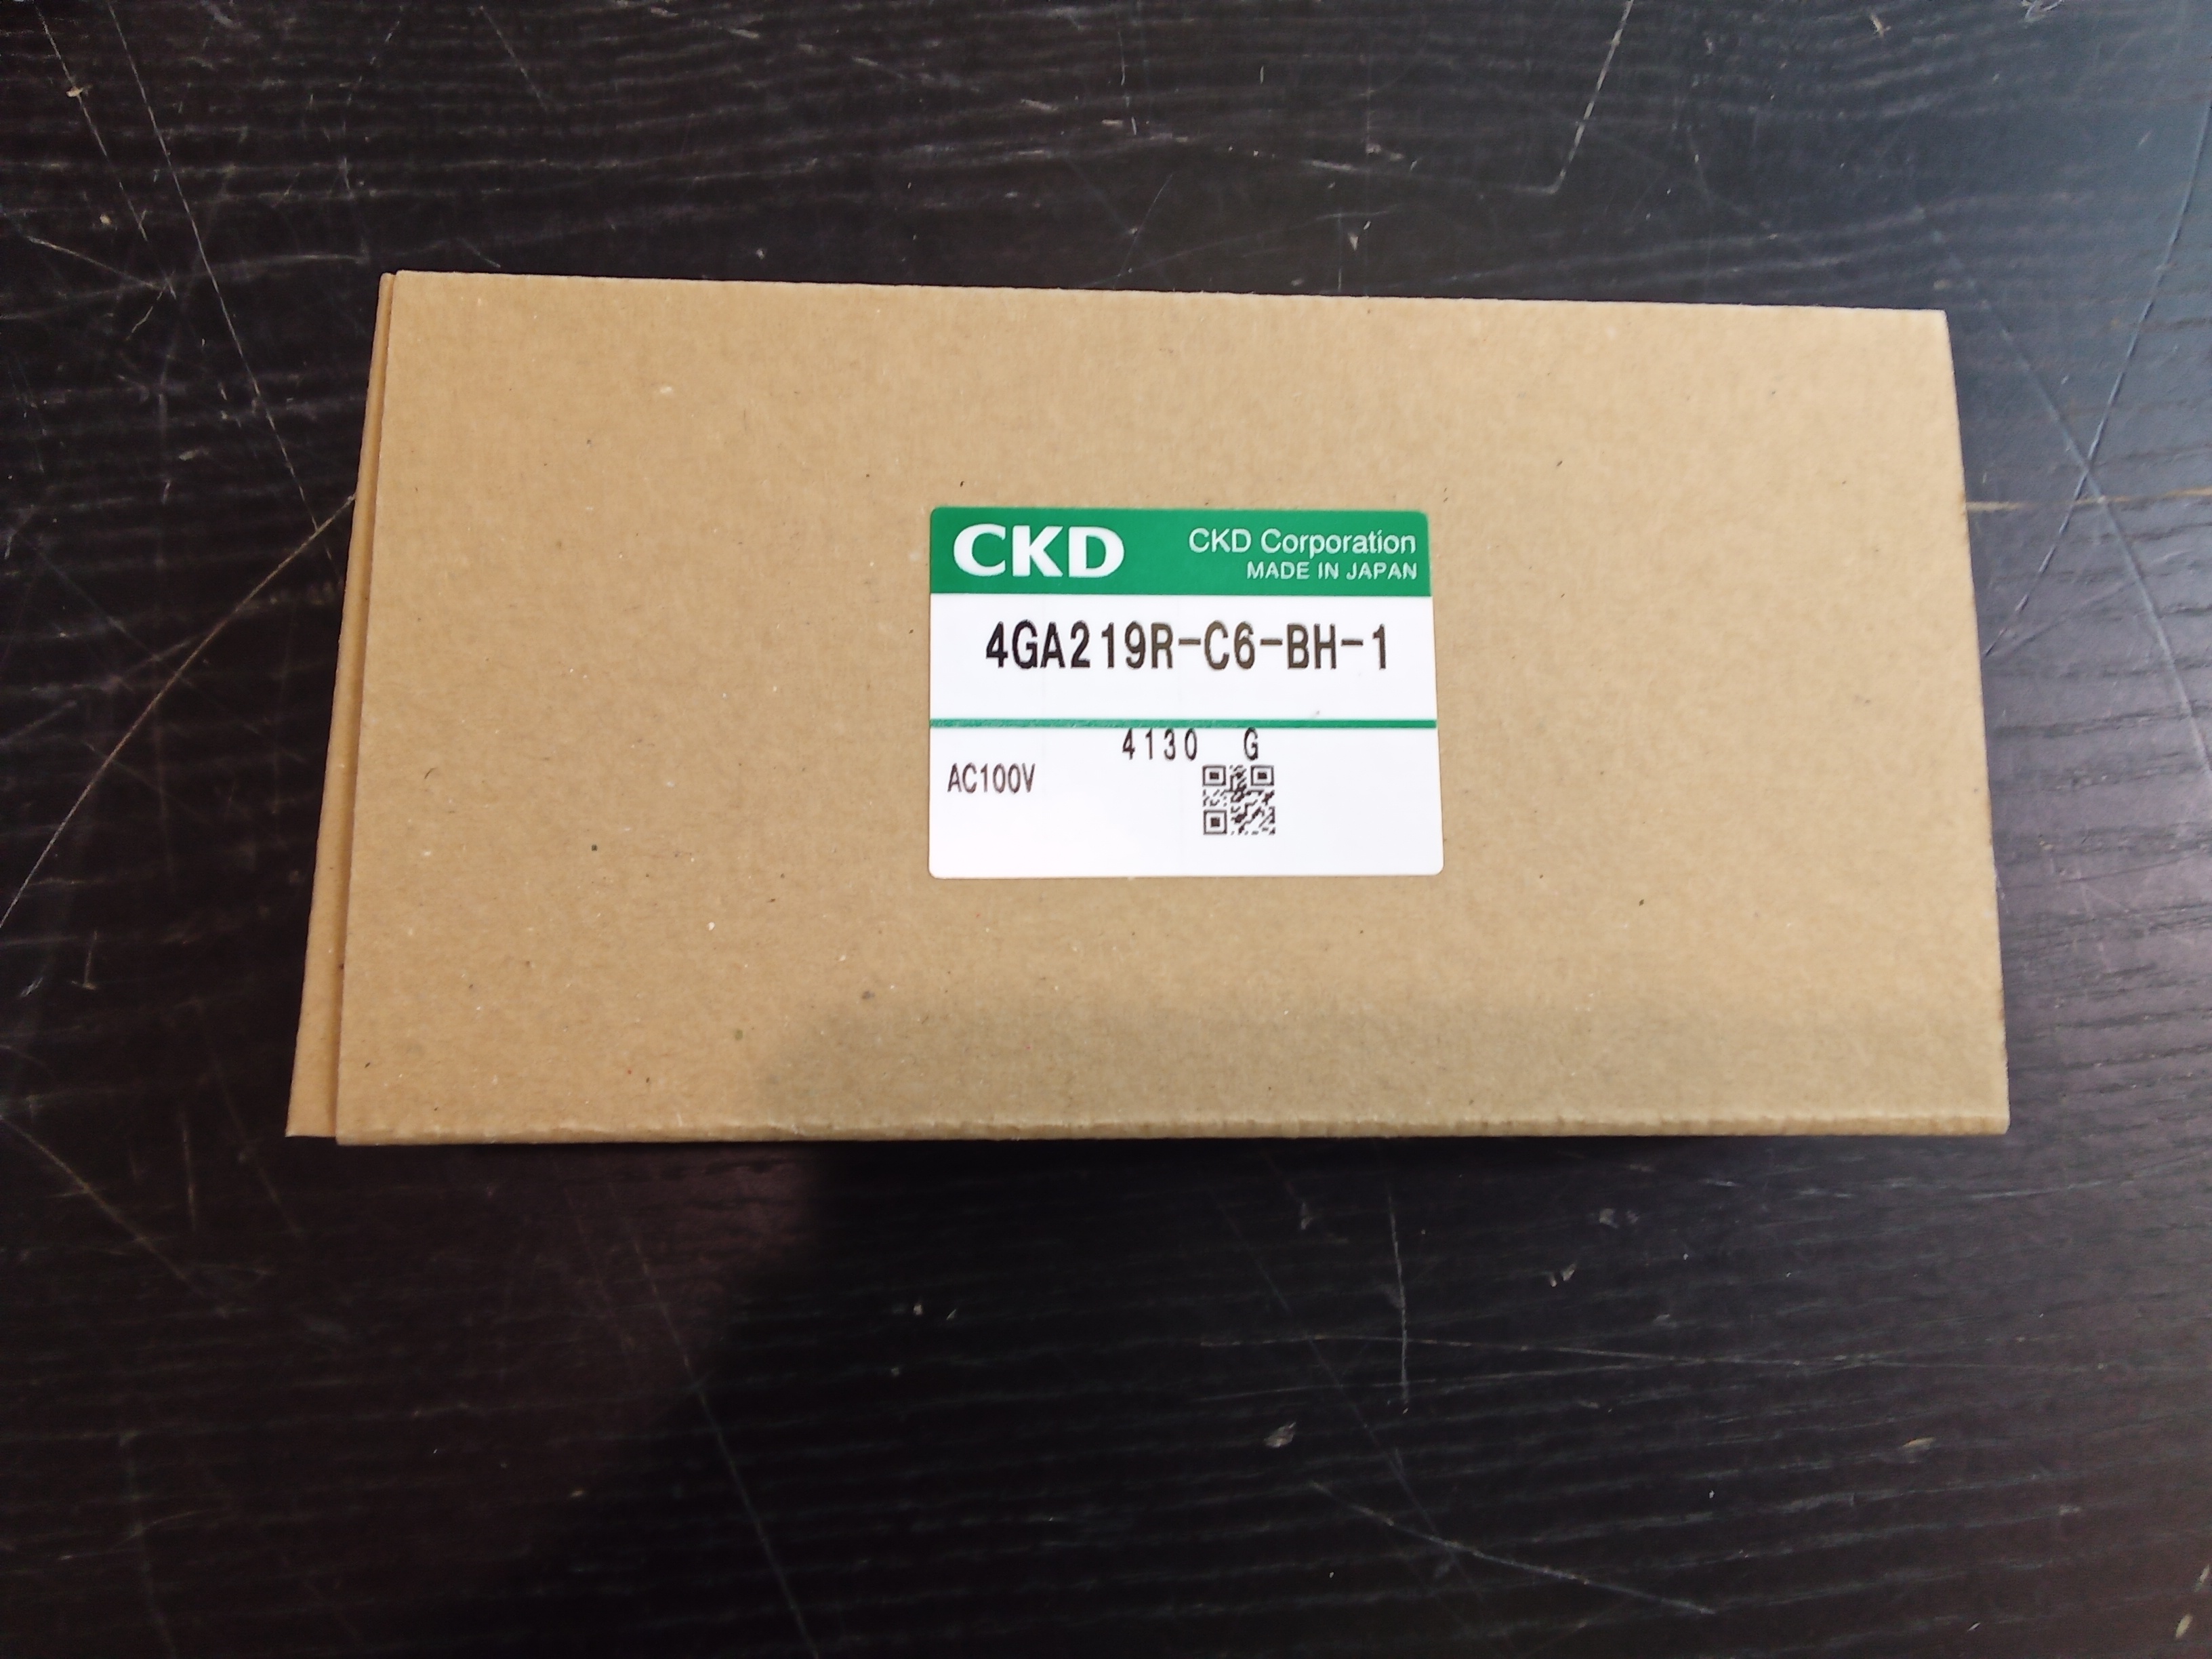 CKD
CKD Corporation
MADE IN JAPAN
4GA219R-C6-BH-1
4130 G
AC100V